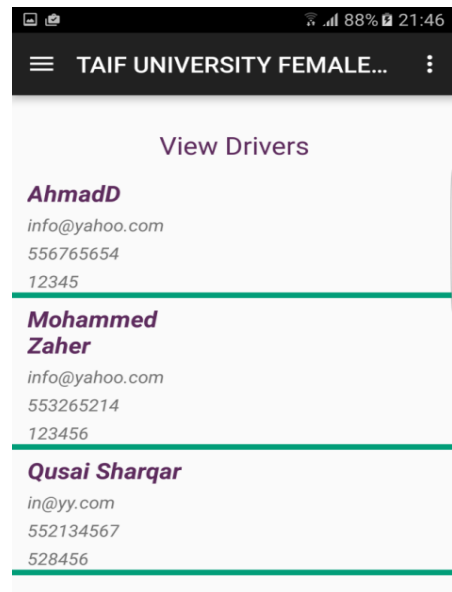 88% 21:46
TAIF UNIVERSITY FEMALE...
View Drivers
AhmadD
info@yahoo.com
556765654
12345
Mohammed
Zaher
info@yahoo.com
553265214
123456
Qusai Sharqar
in@yy.com
552134567
528456